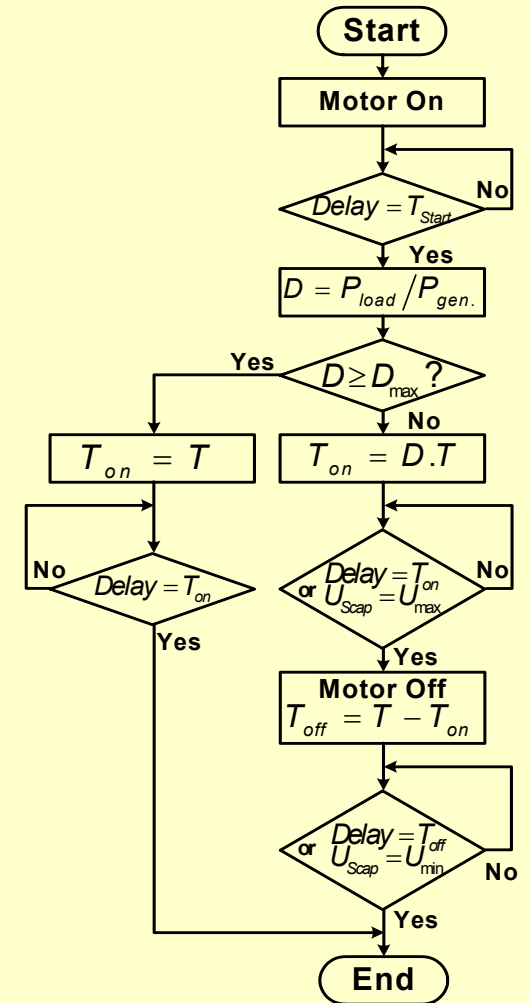 Start
Motor On
No
Delay = T_Start
Yes
D = P_load / P_gen.
Yes
D ≥ D_max ?
No
T_on = T
T_on = D.T
No
Delay = T_on
Yes
Delay = T_on
or U_Scap = U_max
No
Yes
Motor Off
T_off = T − T_on
Delay = T_off
or U_Scap = U_min
No
Yes
End